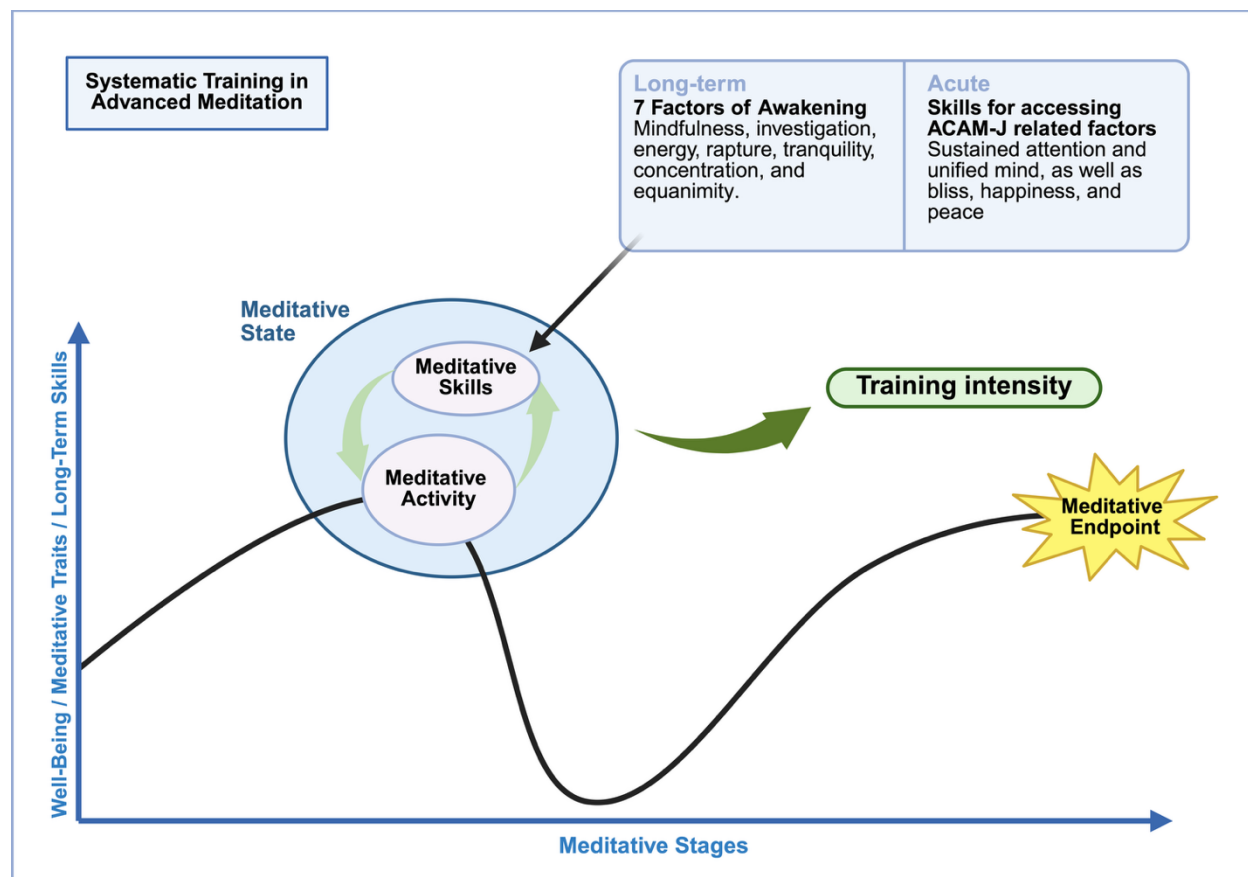 Systematic Training in
Advanced Meditation
Long-term
7 Factors of Awakening
Mindfulness, investigation,
energy, rapture, tranquility,
concentration, and
equanimity.
Acute
Skills for accessing
ACAM-J related factors
Sustained attention and
unified mind, as well as
bliss, happiness, and
peace
Meditative
State
Meditative
Skills
Meditative
Activity
Training intensity
Meditative
Endpoint
Well-Being / Meditative Traits / Long-Term Skills
Meditative Stages